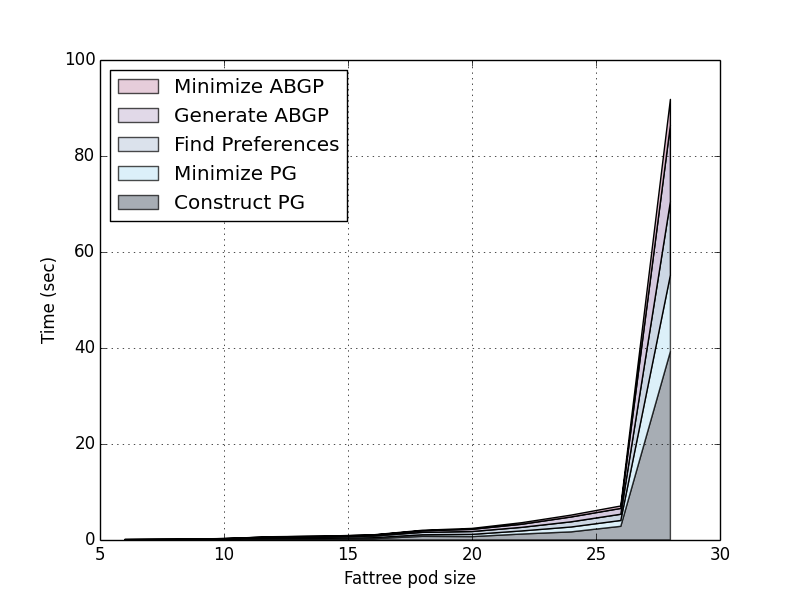 100
80
60
40
20
0
Time (sec)
Minimize ABGP
Generate ABGP
Find Preferences
Minimize PG
Construct PG
5 10 15 20 25 30
Fattree pod size